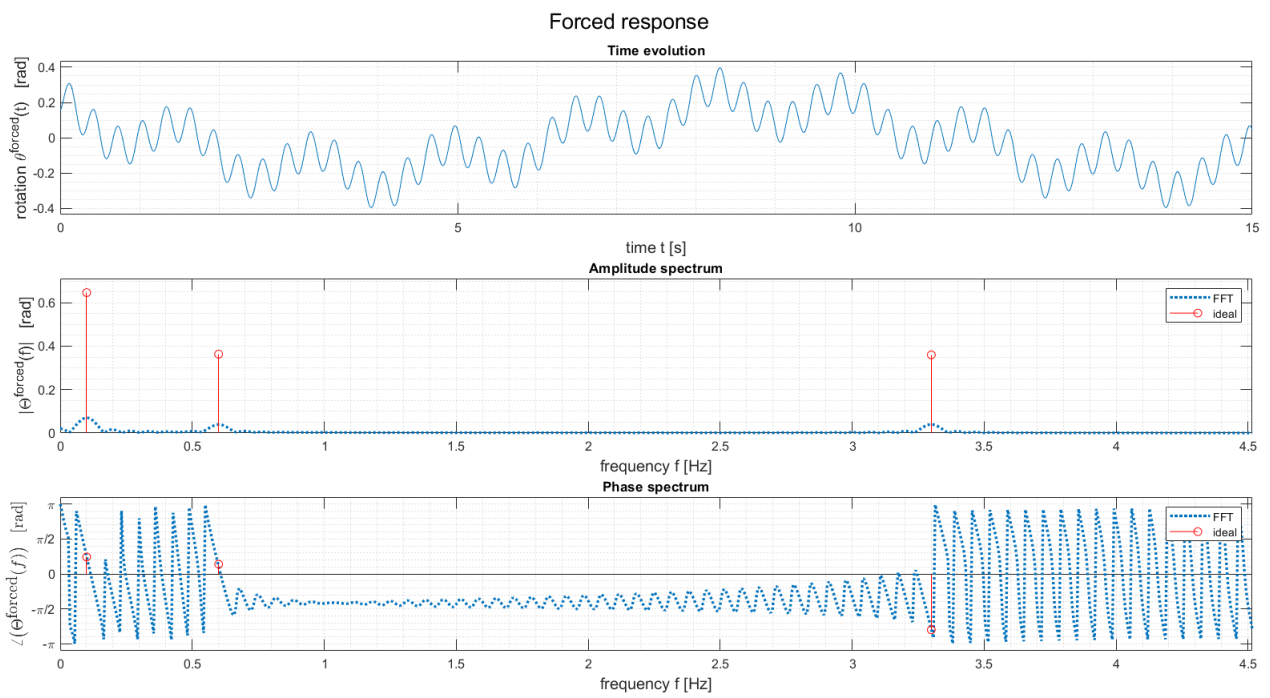 Forced response
Time evolution
rotation θ^forced(t) [rad]
0.4
0.2
0
-0.2
-0.4
0
5
10
15
time t [s]
Amplitude spectrum
|Θ^forced(f)| [rad]
0.6
0.4
0.2
0
FFT
ideal
0
0.5
1
1.5
2
2.5
3
3.5
4
4.5
frequency f [Hz]
Phase spectrum
∠(Θ^forced(f)) [rad]
π
π/2
0
-π/2
-π
FFT
ideal
0
0.5
1
1.5
2
2.5
3
3.5
4
4.5
frequency f [Hz]